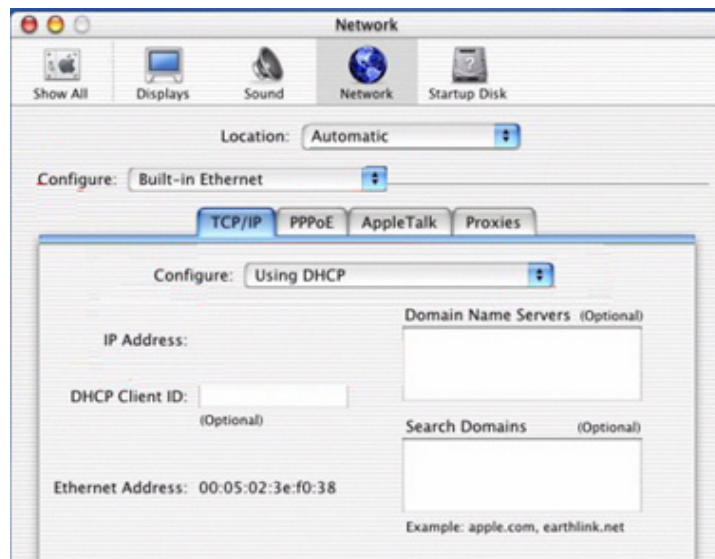 Network
Show All Displays Sound Network Startup Disk
Location: Automatic
Configure: Built-in Ethernet
TCP/IP PPPoE AppleTalk Proxies
Configure: Using DHCP
Domain Name Servers (Optional)
IP Address:
DHCP Client ID:
(Optional)
Search Domains (Optional)
Ethernet Address: 00:05:02:3e:f0:38
Example: apple.com, earthlink.net